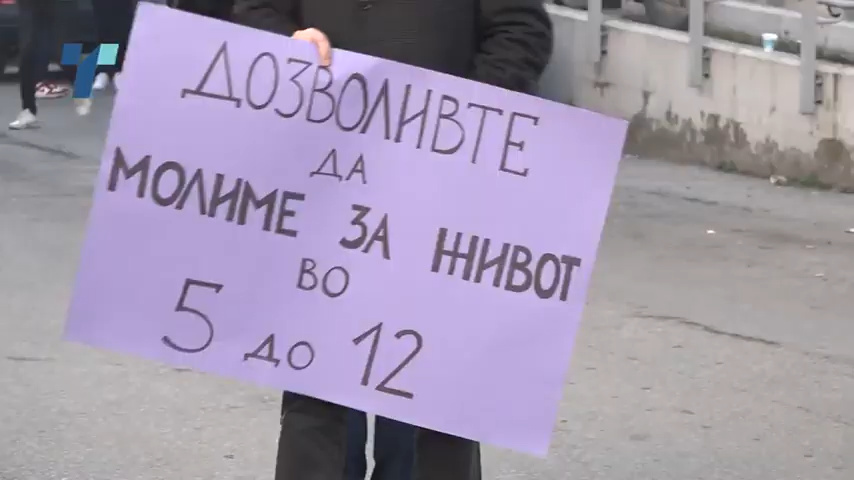 ДОЗВОЛИВТЕ
ДА
МОЛИМЕ ЗА ЖИВОТ
ВО
5 ДО 12